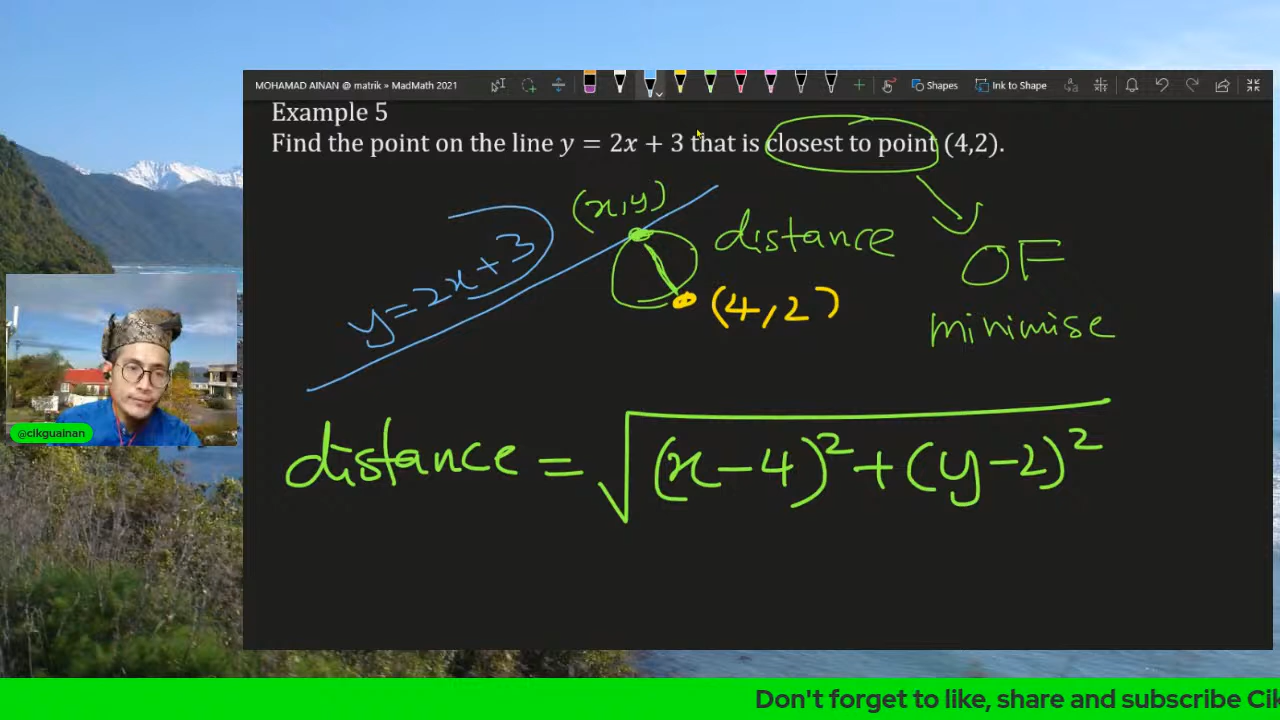 MOHAMAD AINAN @ matrik » MadMath 2021
Shapes
Ink to Shape
Example 5
Find the point on the line y = 2x + 3 that is closest to point (4,2).
(x,y)
distance
y=2x+3
OF
(4,2)
minimise
@cikguainan
distance = √(x-4)²+(y-2)²
Don't forget to like, share and subscribe Cik